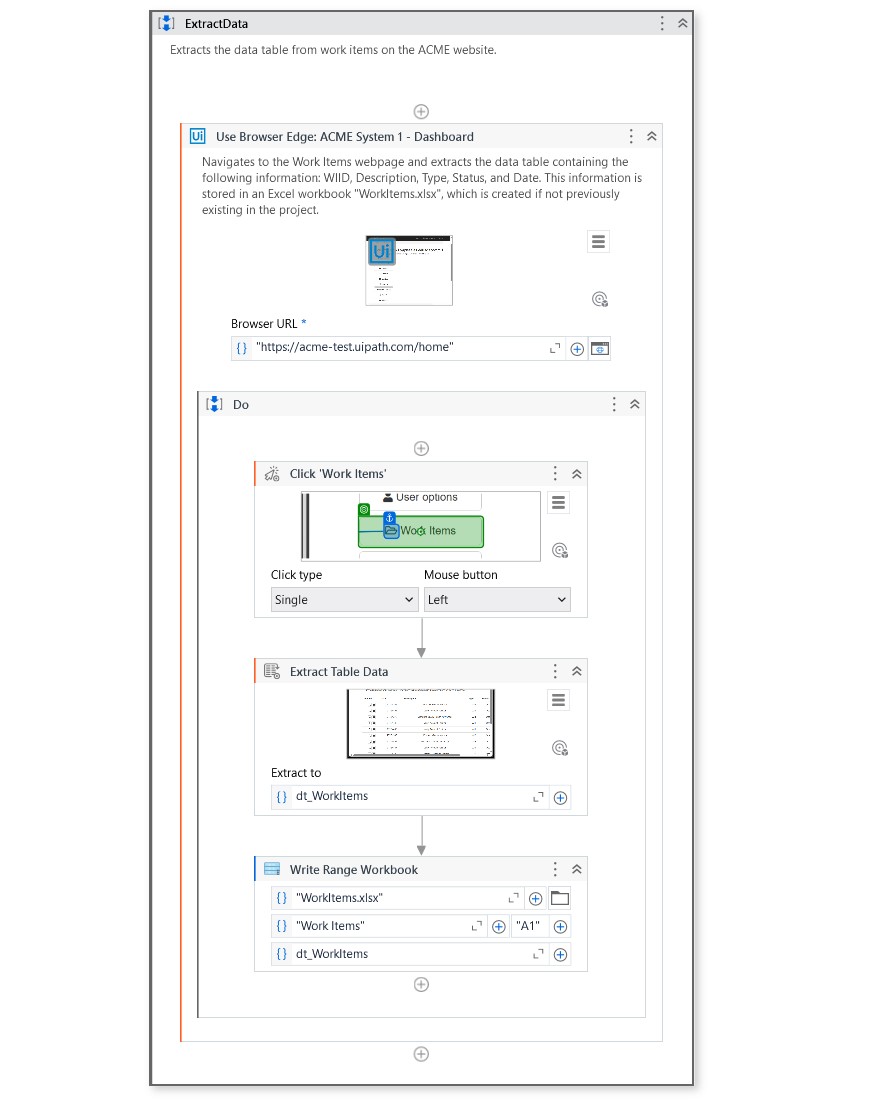 ExtractData
Extracts the data table from work items on the ACME website.
Ui Use Browser Edge: ACME System 1 - Dashboard
Navigates to the Work Items webpage and extracts the data table containing the
following information: WIID, Description, Type, Status, and Date. This information is
stored in an Excel workbook "WorkItems.xlsx", which is created if not previously
existing in the project.
Ui
Browser URL *
{ } "https://acme-test.uipath.com/home"
Do
Click 'Work Items'
User options
Work Items
Click type Mouse button
Single Left
Extract Table Data
Extract to
{ } dt_WorkItems
Write Range Workbook
{ } "WorkItems.xlsx"
{ } "Work Items" "A1"
{ } dt_WorkItems